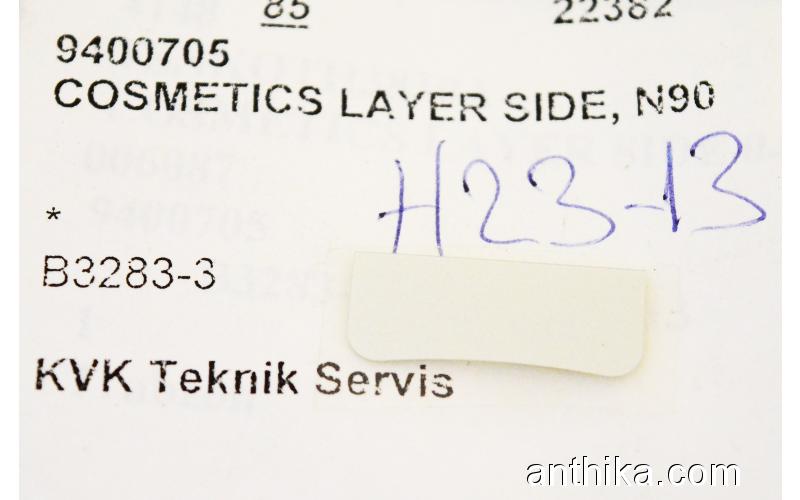 85 22382
9400705
COSMETICS LAYER SIDE, N90
H23-13
*
B3283-3
KVK Teknik Servis
anthika.com